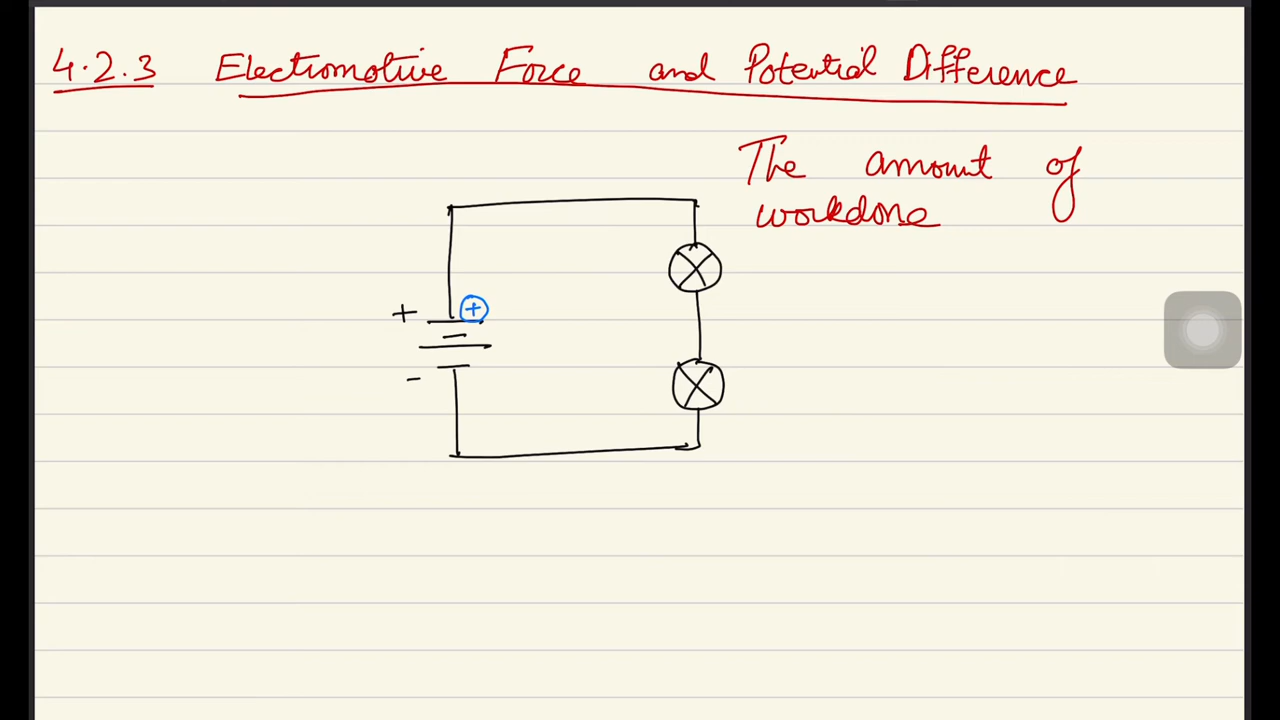 4.2.3 Electromotive Force and Potential Difference
The amount of
workdone
+
+
-